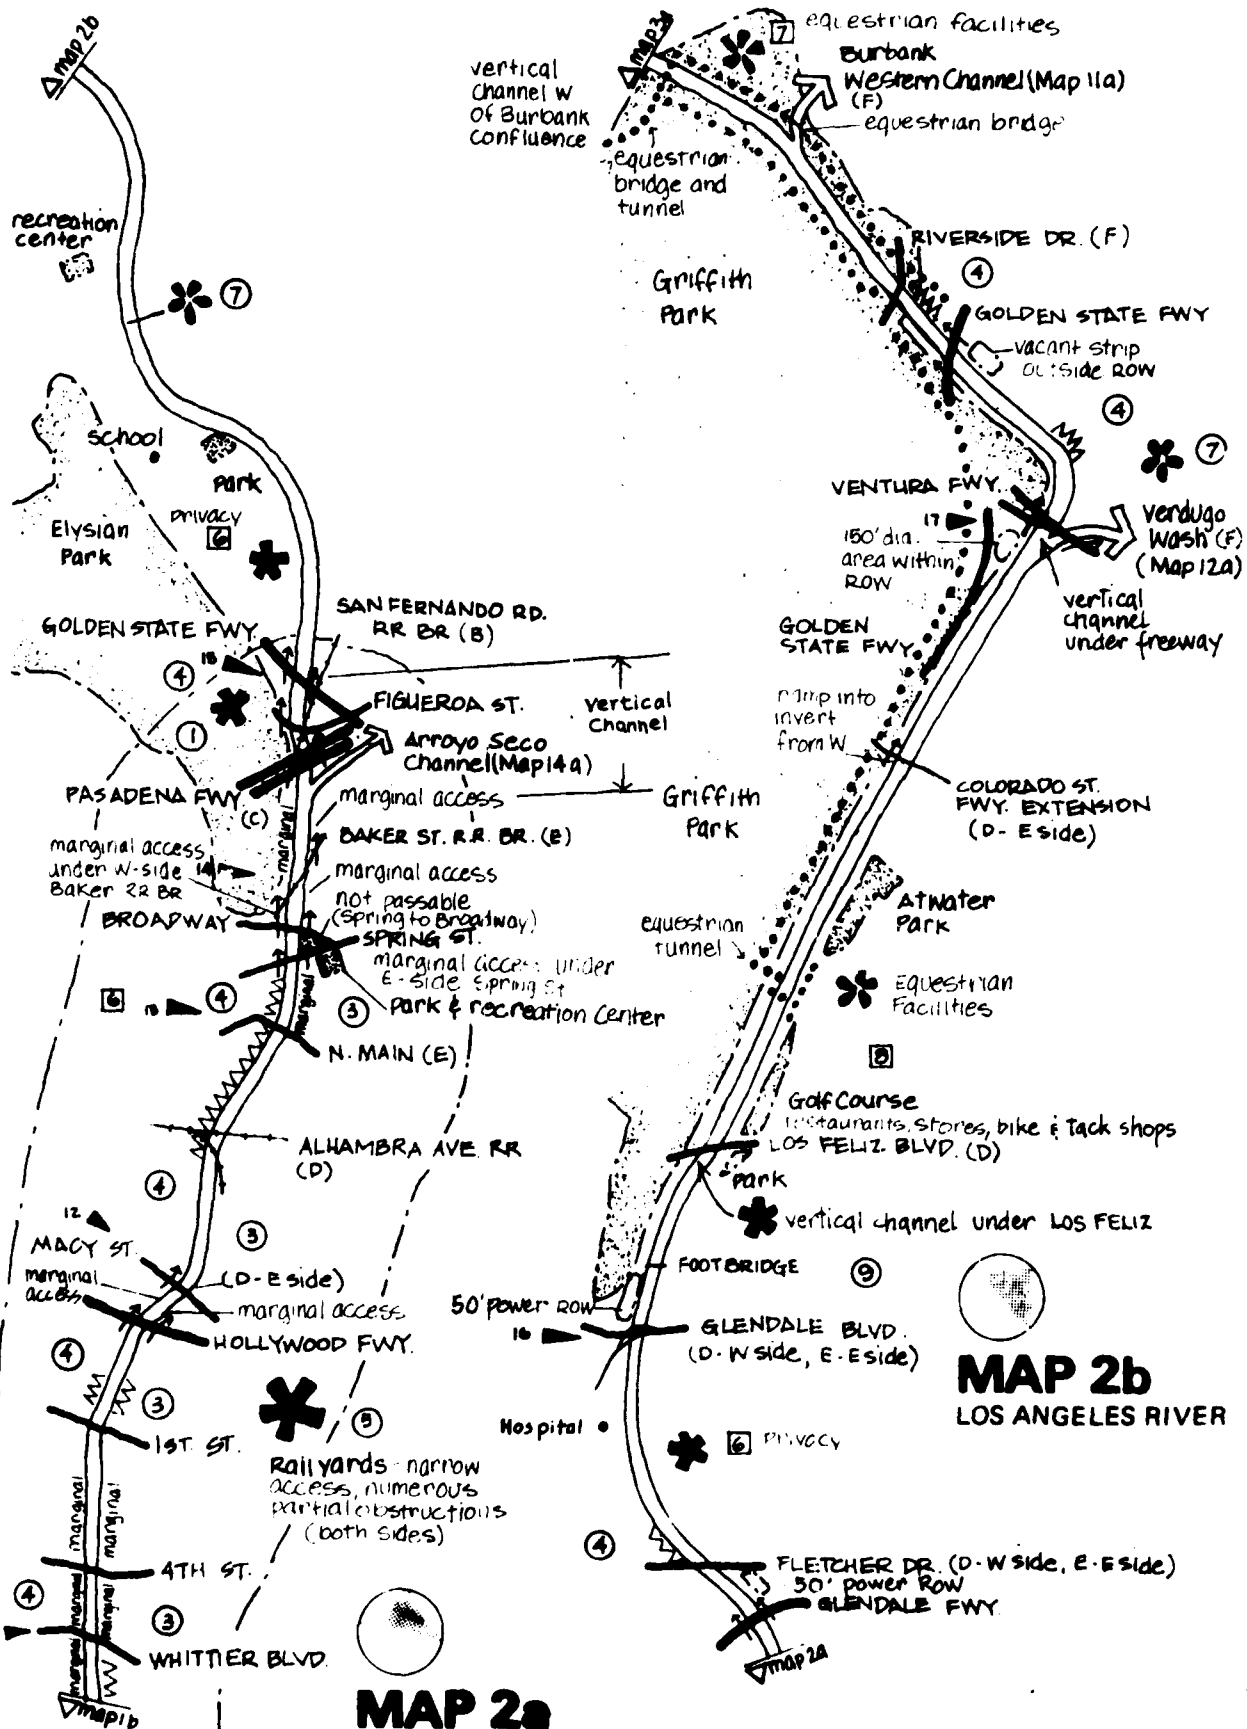 map 2b
recreation
center
7
school
Park
privacy
6
Elysian
Park
SAN FERNANDO RD.
RR BR (B)
GOLDEN STATE FWY.
15
4
FIGUEROA ST.
1
vertical
Channel
Arroyo Seco
Channel (Map 14a)
PASADENA FWY
(C)
marginal access
marginal
BAKER ST. R.R. BR. (E)
marginal access
under W-side
Baker RR BR
14
marginal access
not passable
(Spring to Broadway)
BROADWAY
SPRING ST.
marginal access under
E-side Spring St
Park & recreation Center
marginal
6
13
4
3
N. MAIN (E)
ALHAMBRA AVE. RR
(D)
4
12
3
MACY ST.
(D-E side)
marginal
access
marginal access
HOLLYWOOD FWY.
4
3
5
1ST. ST.
Railyards - narrow
access, numerous
partial obstructions
(both sides)
marginal
marginal
4TH ST.
4
marginal
marginal
3
WHITTIER BLVD.
marginal
map 1b
MAP 2a
map 3a
7
equestrian facilities
Burbank
Western Channel (Map 11a)
(F)
equestrian bridge
vertical
Channel W
of Burbank
confluence
equestrian
bridge and
tunnel
RIVERSIDE DR. (F)
4
Griffith
Park
GOLDEN STATE FWY
vacant strip
outside ROW
4
7
VENTURA FWY.
17
Verdugo
Wash (F)
(Map 12a)
150' dia.
area within
ROW
vertical
channel
under freeway
GOLDEN
STATE FWY.
ramp into
invert
from W
COLORADO ST.
FWY. EXTENSION
(D-E side)
Griffith
Park
Atwater
Park
equestrian
tunnel
Equestrian
Facilities
8
Golf Course
restaurants, stores, bike & tack shops
LOS FELIZ BLVD. (D)
Park
vertical channel under LOS FELIZ
FOOTBRIDGE
9
50' power ROW
16
GLENDALE BLVD.
(D-W side, E-E side)
MAP 2b
LOS ANGELES RIVER
Hospital
6
Privacy
4
FLETCHER DR. (D-W side, E-E side)
50' power Row
GLENDALE FWY.
map 2a